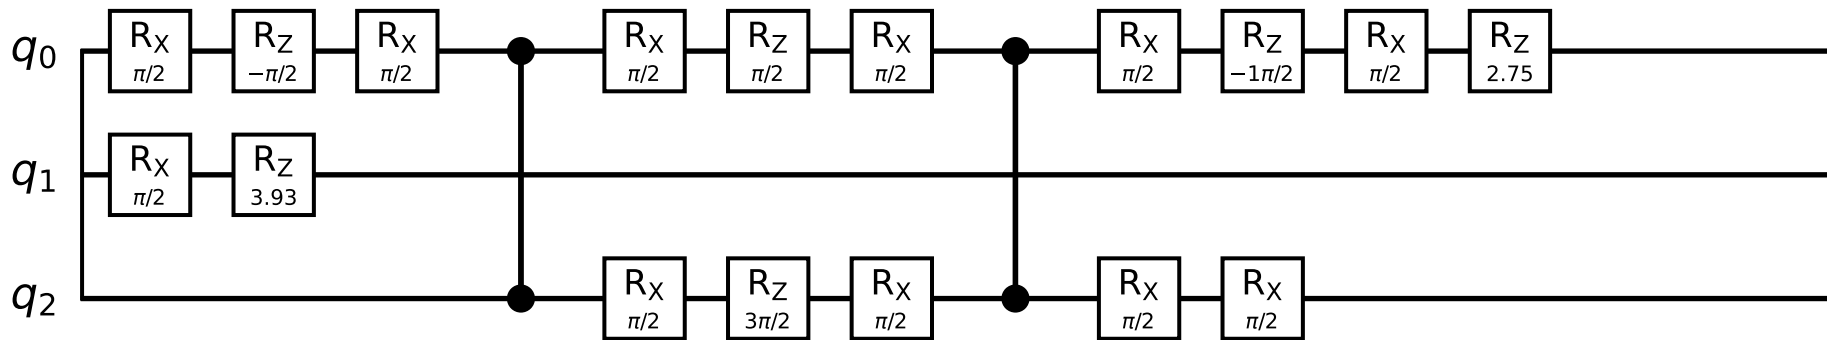 q0 RX RZ RX RX RZ RX RX RZ RX RZ
π/2 −π/2 π/2 π/2 π/2 π/2 π/2 −1π/2 π/2 2.75
q1 RX RZ
π/2 3.93
q2 RX RZ RX RX RX
π/2 3π/2 π/2 π/2 π/2